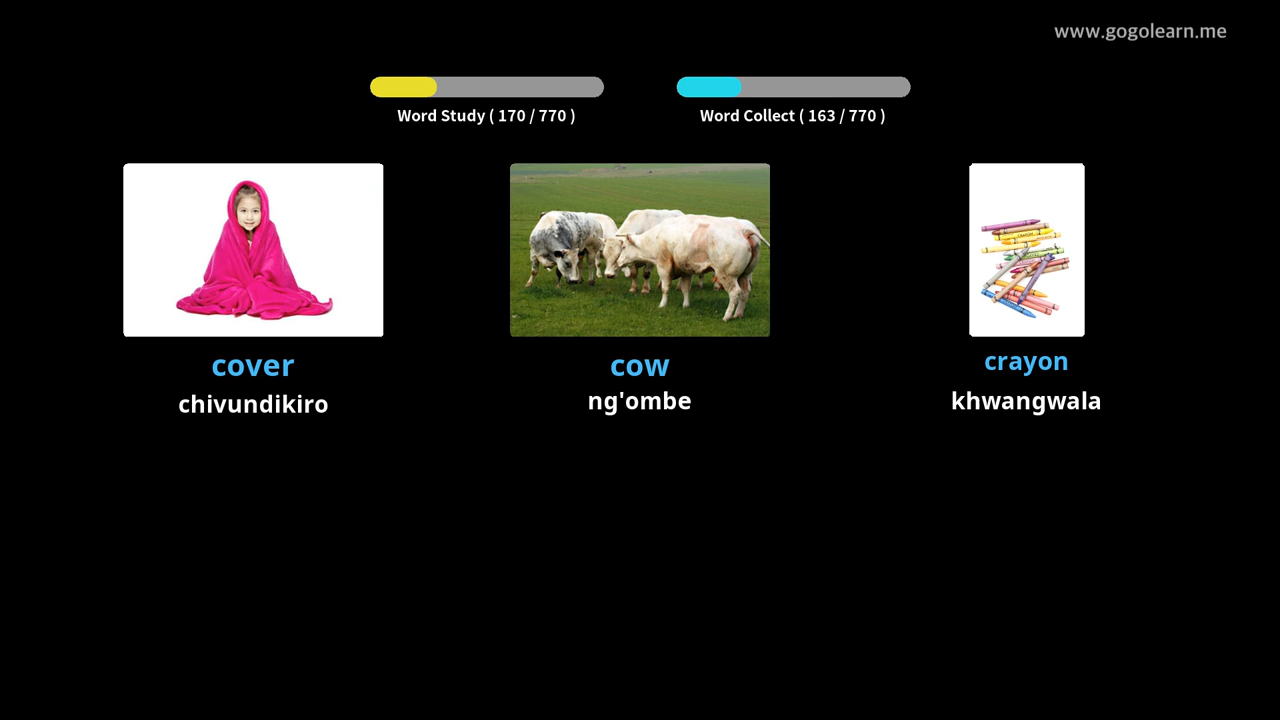 www.gogolearn.me
Word Study ( 170 / 770 )
Word Collect ( 163 / 770 )
cover
chivundikiro
cow
ng'ombe
crayon
khwangwala